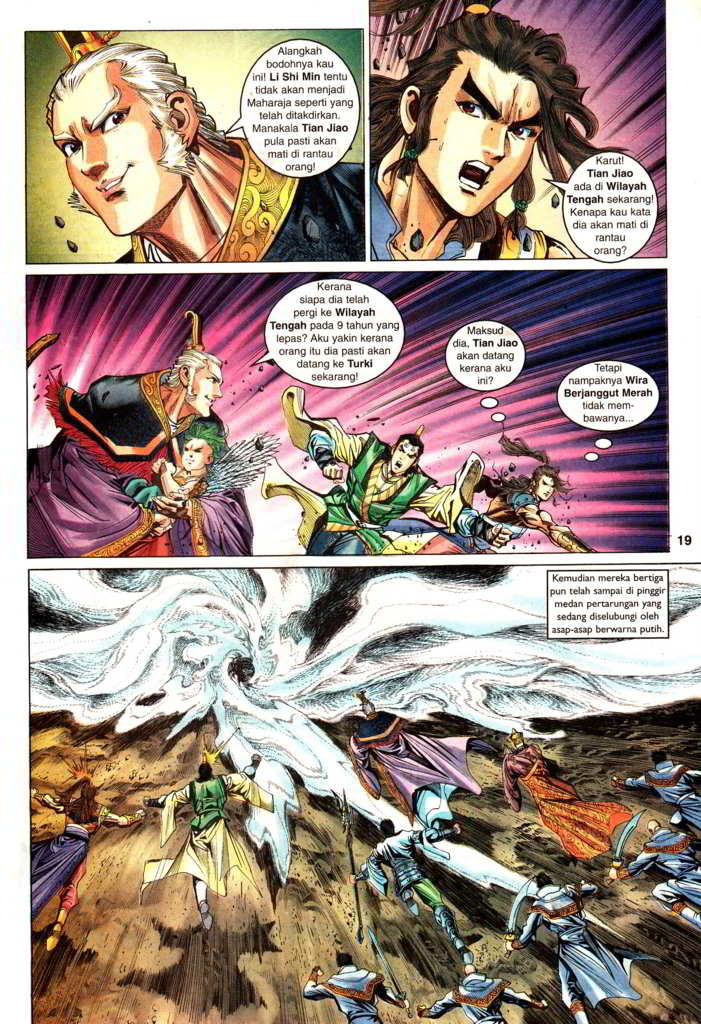 Alangkah
bodohnya kau
ini! Li Shi Min tentu
tidak akan menjadi
Maharaja seperti yang
telah ditakdirkan.
Manakala Tian Jiao
pula pasti akan
mati di rantau
orang!
Karut!
Tian Jiao
ada di Wilayah
Tengah sekarang!
Kenapa kau kata
dia akan mati di
rantau
orang?
Kerana
siapa dia telah
pergi ke Wilayah
Tengah pada 9 tahun yang
lepas? Aku yakin kerana
orang itu dia pasti akan
datang ke Turki
sekarang!
Maksud
dia, Tian Jiao
akan datang
kerana aku
ini?
Tetapi
nampaknya Wira
Berjanggut Merah
tidak mem-
bawanya...
19
Kemudian mereka bertiga
pun telah sampai di pinggir
medan pertarungan yang
sedang diselubungi oleh
asap-asap berwarna putih.